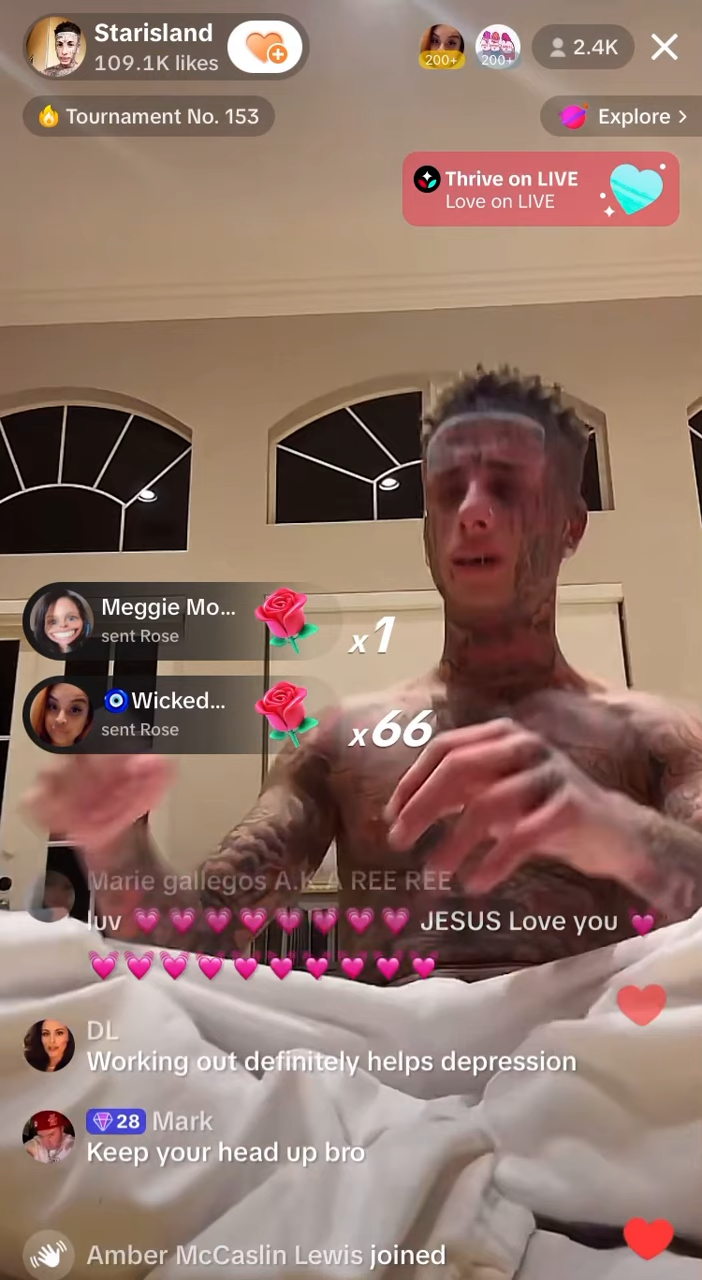 Starisland
109.1K likes
200+
200+
2.4K
Tournament No. 153
Explore
Thrive on LIVE
Love on LIVE
Meggie Mo...
sent Rose
x1
Wicked...
sent Rose
x66
Marie gallegos A.K.A REE REE
luv 💓 💓 💓 💓 💓 💓 💓 💓 JESUS Love you 💓
💓 💓 💓 💓 💓 💓 💓 💓 💓 💓
DL
Working out definitely helps depression
28 Mark
Keep your head up bro
Amber McCaslin Lewis joined